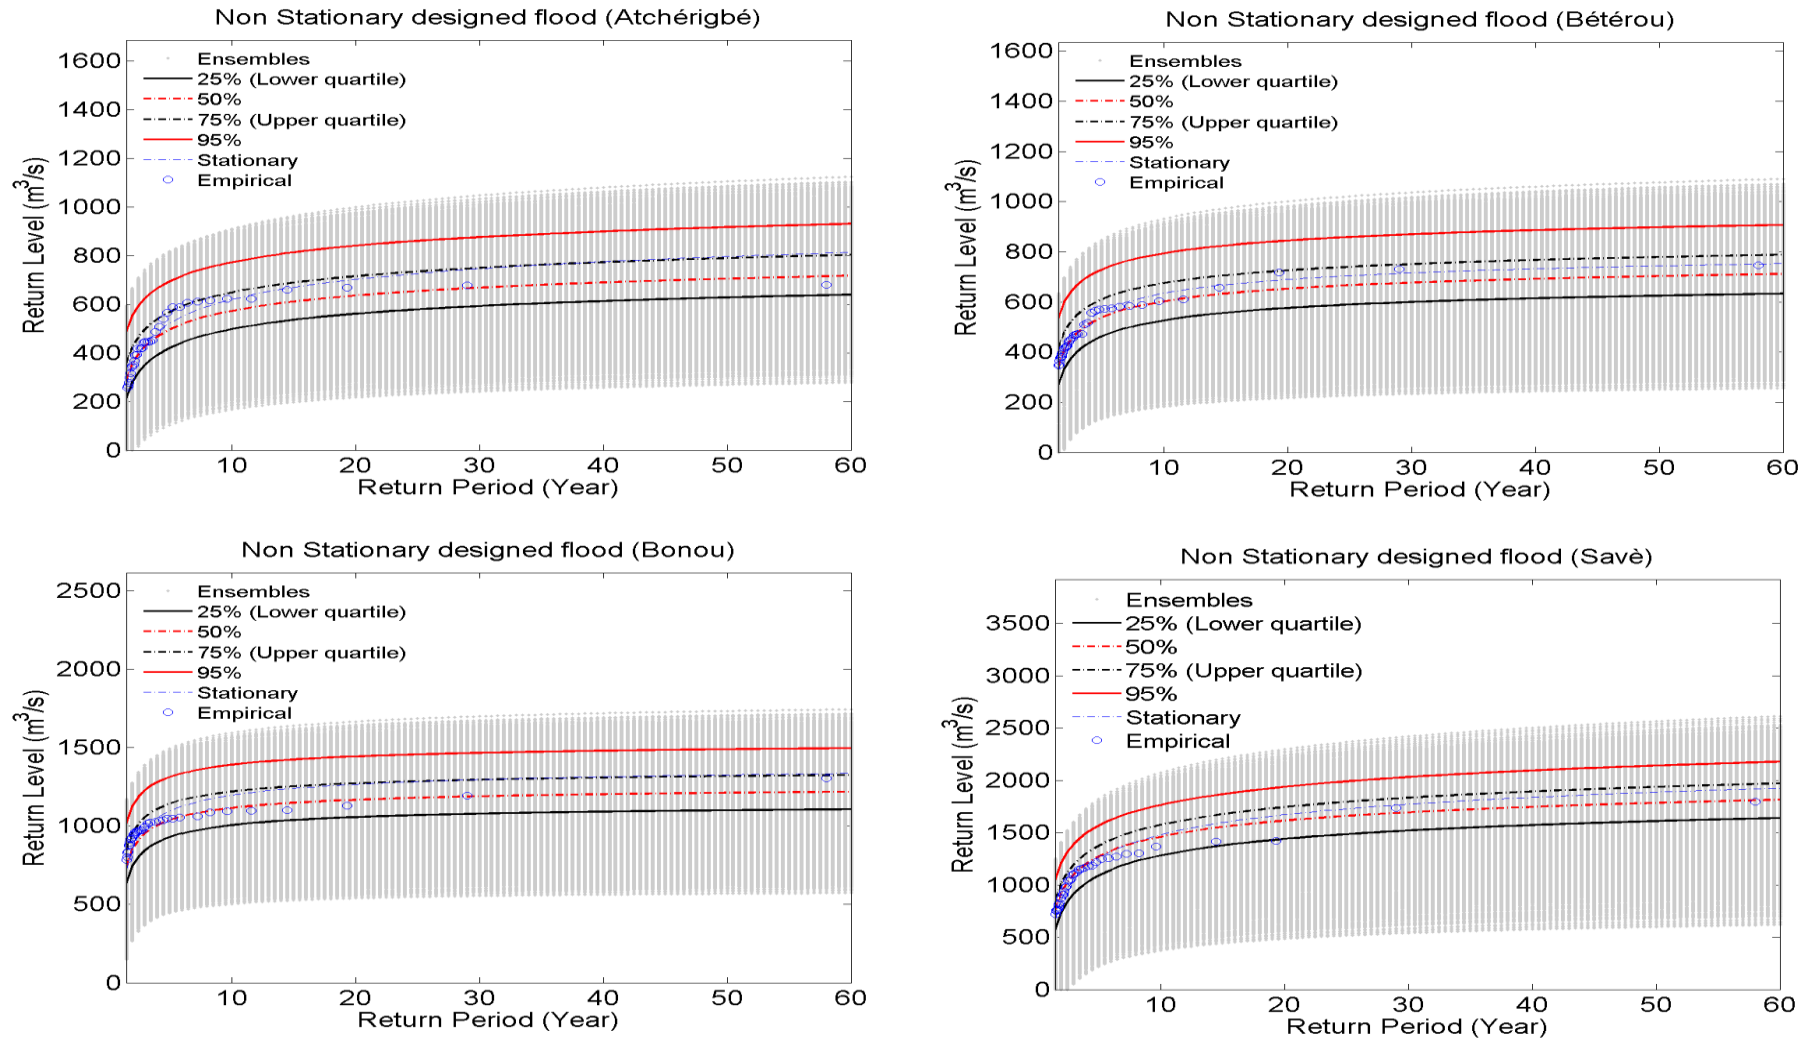 Non Stationary designed flood (Atchérigbé)
1600
1400
1200
1000
800
600
400
200
0
Return Level (m³/s)
Ensembles
25% (Lower quartile)
50%
75% (Upper quartile)
95%
Stationary
Empirical
10 20 30 40 50 60
Return Period (Year)
Non Stationary designed flood (Bétérou)
1600
1400
1200
1000
800
600
400
200
0
Return Level (m³/s)
Ensembles
25% (Lower quartile)
50%
75% (Upper quartile)
95%
Stationary
Empirical
10 20 30 40 50 60
Return Period (Year)
Non Stationary designed flood (Bonou)
2500
2000
1500
1000
500
0
Return Level (m³/s)
Ensembles
25% (Lower quartile)
50%
75% (Upper quartile)
95%
Stationary
Empirical
10 20 30 40 50 60
Return Period (Year)
Non Stationary designed flood (Savè)
3500
3000
2500
2000
1500
1000
500
0
Return Level (m³/s)
Ensembles
25% (Lower quartile)
50%
75% (Upper quartile)
95%
Stationary
Empirical
10 20 30 40 50 60
Return Period (Year)